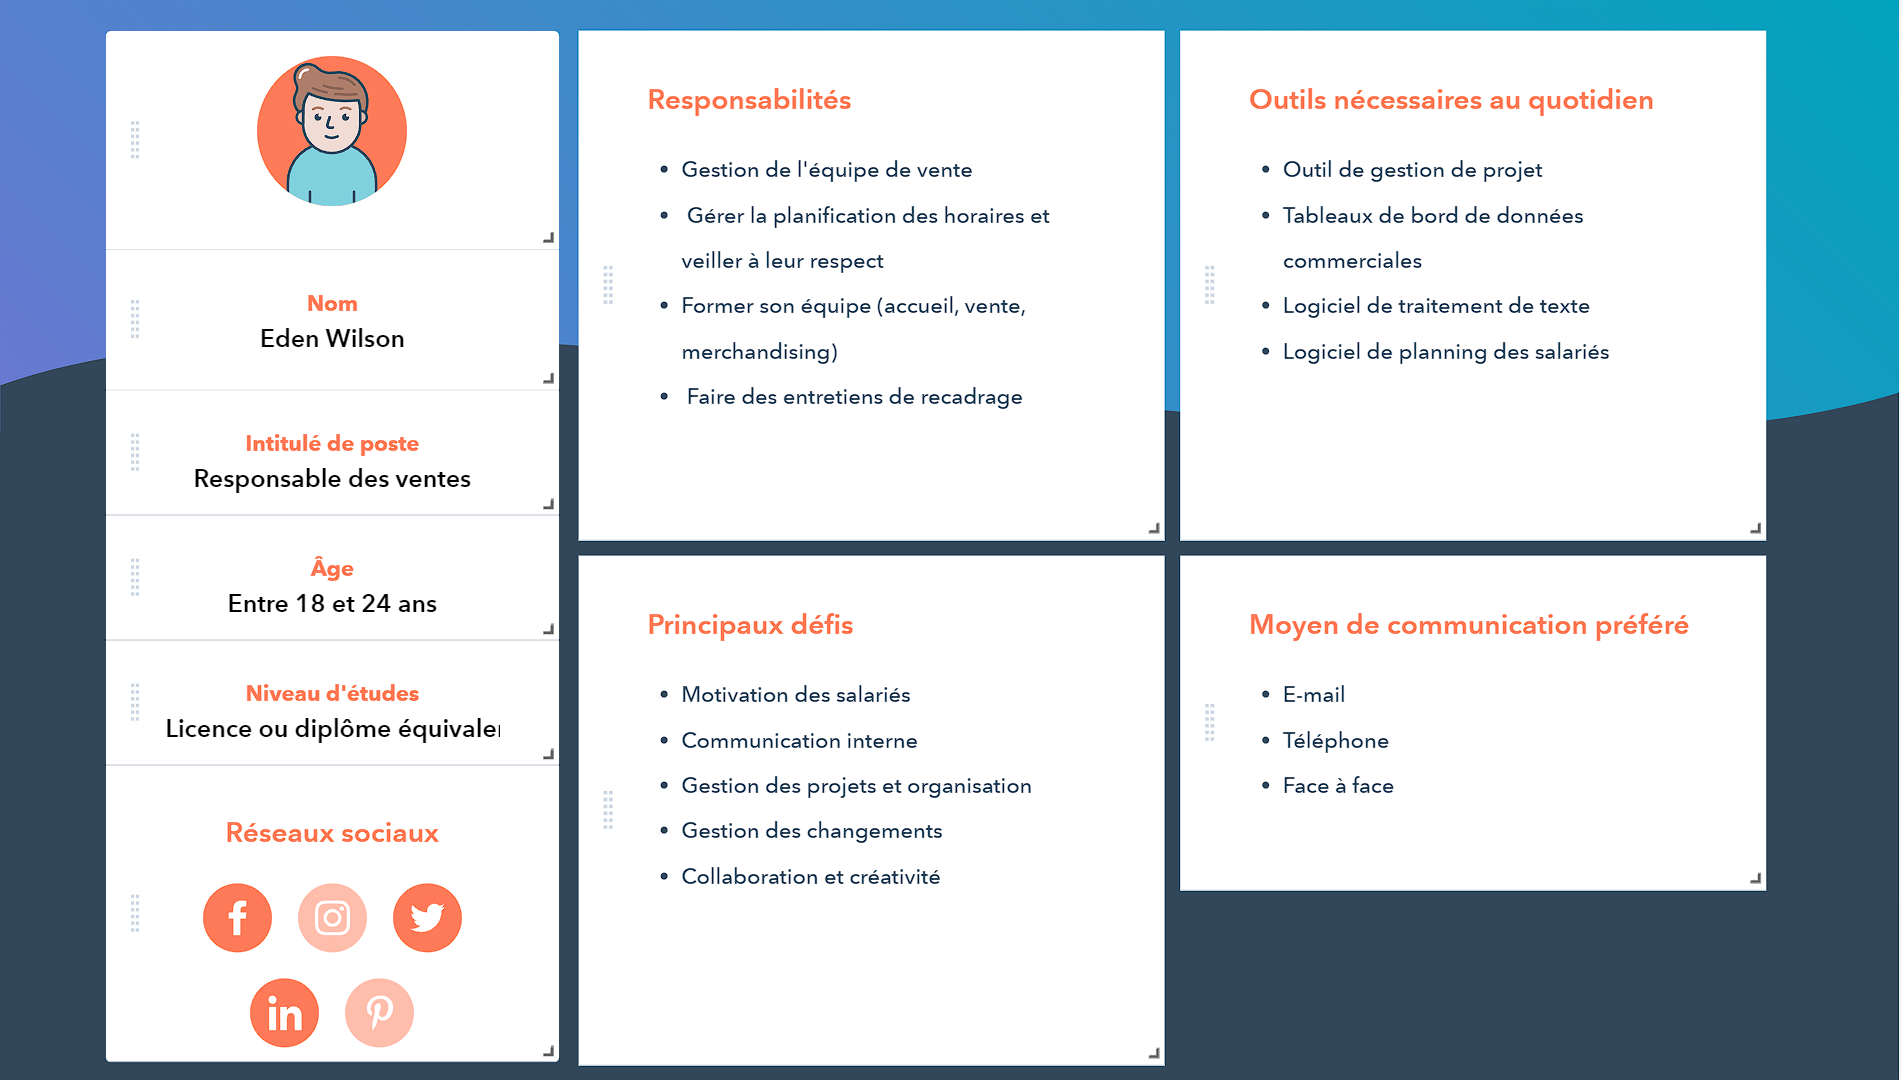 Nom
Eden Wilson
Intitulé de poste
Responsable des ventes
Âge
Entre 18 et 24 ans
Niveau d'études
Licence ou diplôme équivale
Réseaux sociaux
Responsabilités
• Gestion de l'équipe de vente
• Gérer la planification des horaires et
veiller à leur respect
• Former son équipe (accueil, vente,
merchandising)
• Faire des entretiens de recadrage
Outils nécessaires au quotidien
• Outil de gestion de projet
• Tableaux de bord de données
commerciales
• Logiciel de traitement de texte
• Logiciel de planning des salariés
Principaux défis
• Motivation des salariés
• Communication interne
• Gestion des projets et organisation
• Gestion des changements
• Collaboration et créativité
Moyen de communication préféré
• E-mail
• Téléphone
• Face à face